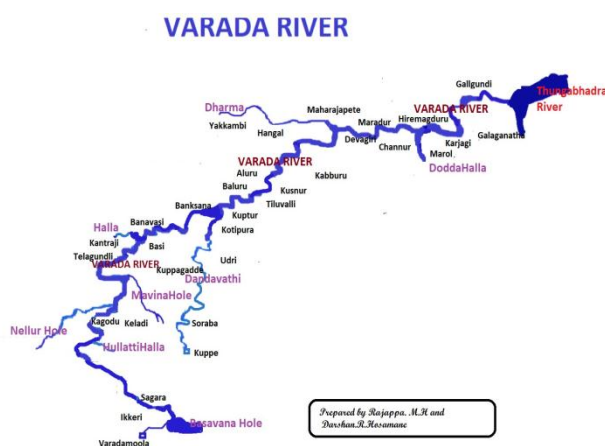 VARADA RIVER
Gallgundi
Thungabhadra
River
Dharma
Maharajapete
VARADA RIVER
Yakkambi
Maradur
Hiremagduru
Hangal
Devagiri
Karjagi
Galaganatha
Channur
Marol
VARADA RIVER
DoddaHalla
Aluru
Kabburu
Baluru
Kusnur
Banksana
Tiluvalli
Kuptur
Banavasi
Halla
Kotipura
Kantraji
Basi
Telagundli
Udri
VARADA RIVER
Kuppagadde
Dandavathi
MavinaHole
Nellur Hole
Kagodu
Keladi
Soraba
HullattiHalla
Kuppe
Sagara
Ikkeri
Basavana Hole
Varadamoola
Prepared by Rajappa. M.H and
Darshan.R.Hosamane